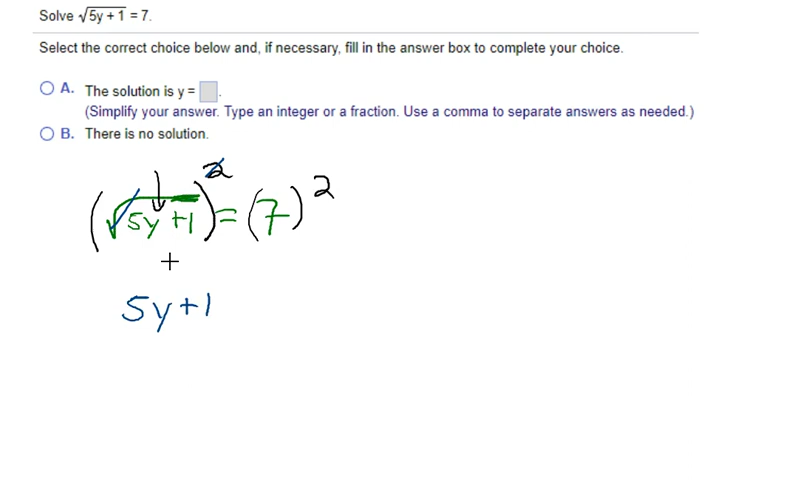 Solve √5y + 1 = 7.
Select the correct choice below and, if necessary, fill in the answer box to complete your choice.
A. The solution is y = .
(Simplify your answer. Type an integer or a fraction. Use a comma to separate answers as needed.)
B. There is no solution.
(√5y +1)² = (7)²
5y+1